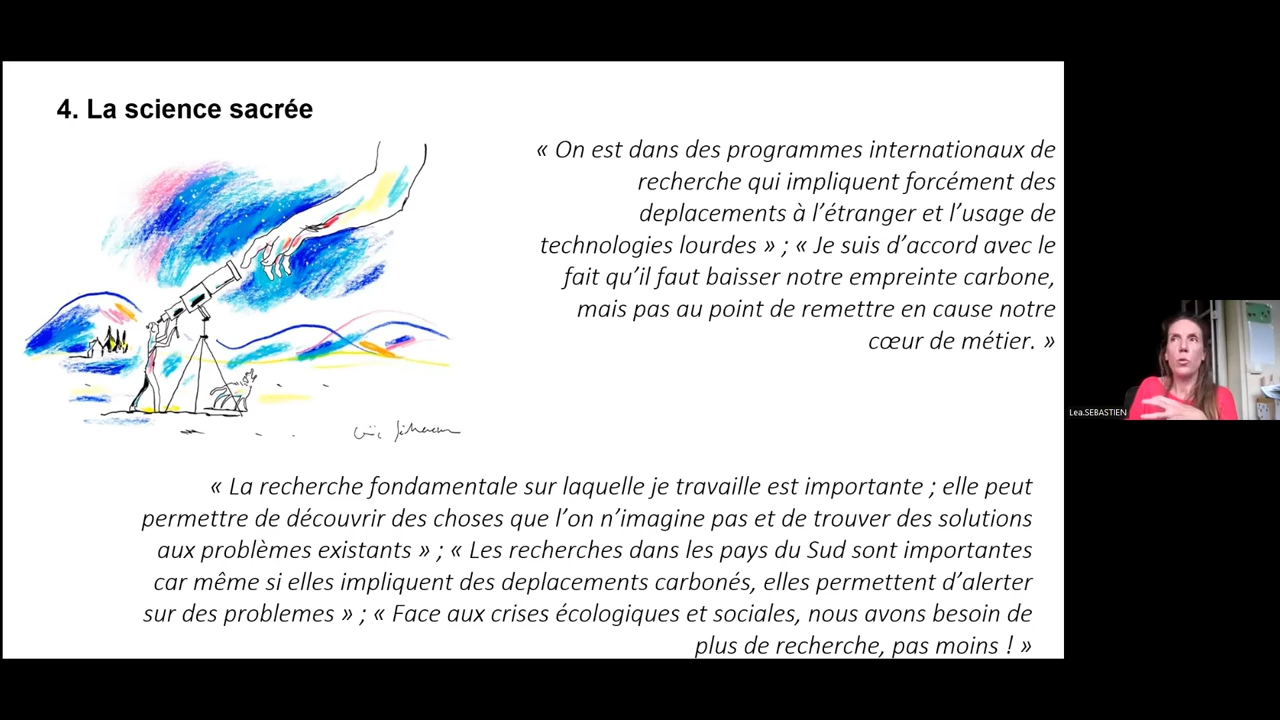 4. La science sacrée
« On est dans des programmes internationaux de
recherche qui impliquent forcément des
deplacements à l’étranger et l’usage de
technologies lourdes » ; « Je suis d’accord avec le
fait qu’il faut baisser notre empreinte carbone,
mais pas au point de remettre en cause notre
cœur de métier. »
Lea.SEBASTIEN
« La recherche fondamentale sur laquelle je travaille est importante ; elle peut
permettre de découvrir des choses que l’on n’imagine pas et de trouver des solutions
aux problèmes existants » ; « Les recherches dans les pays du Sud sont importantes
car même si elles impliquent des deplacements carbonés, elles permettent d’alerter
sur des problemes » ; « Face aux crises écologiques et sociales, nous avons besoin de
plus de recherche, pas moins ! »